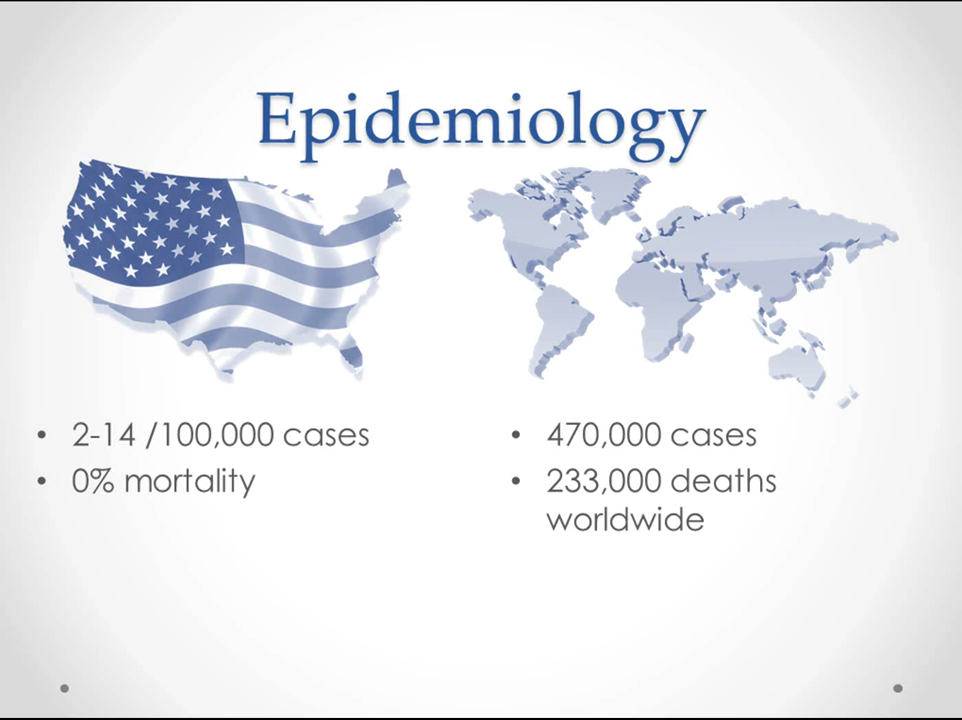 Epidemiology
• 2-14 /100,000 cases
• 0% mortality
• 470,000 cases
• 233,000 deaths
worldwide